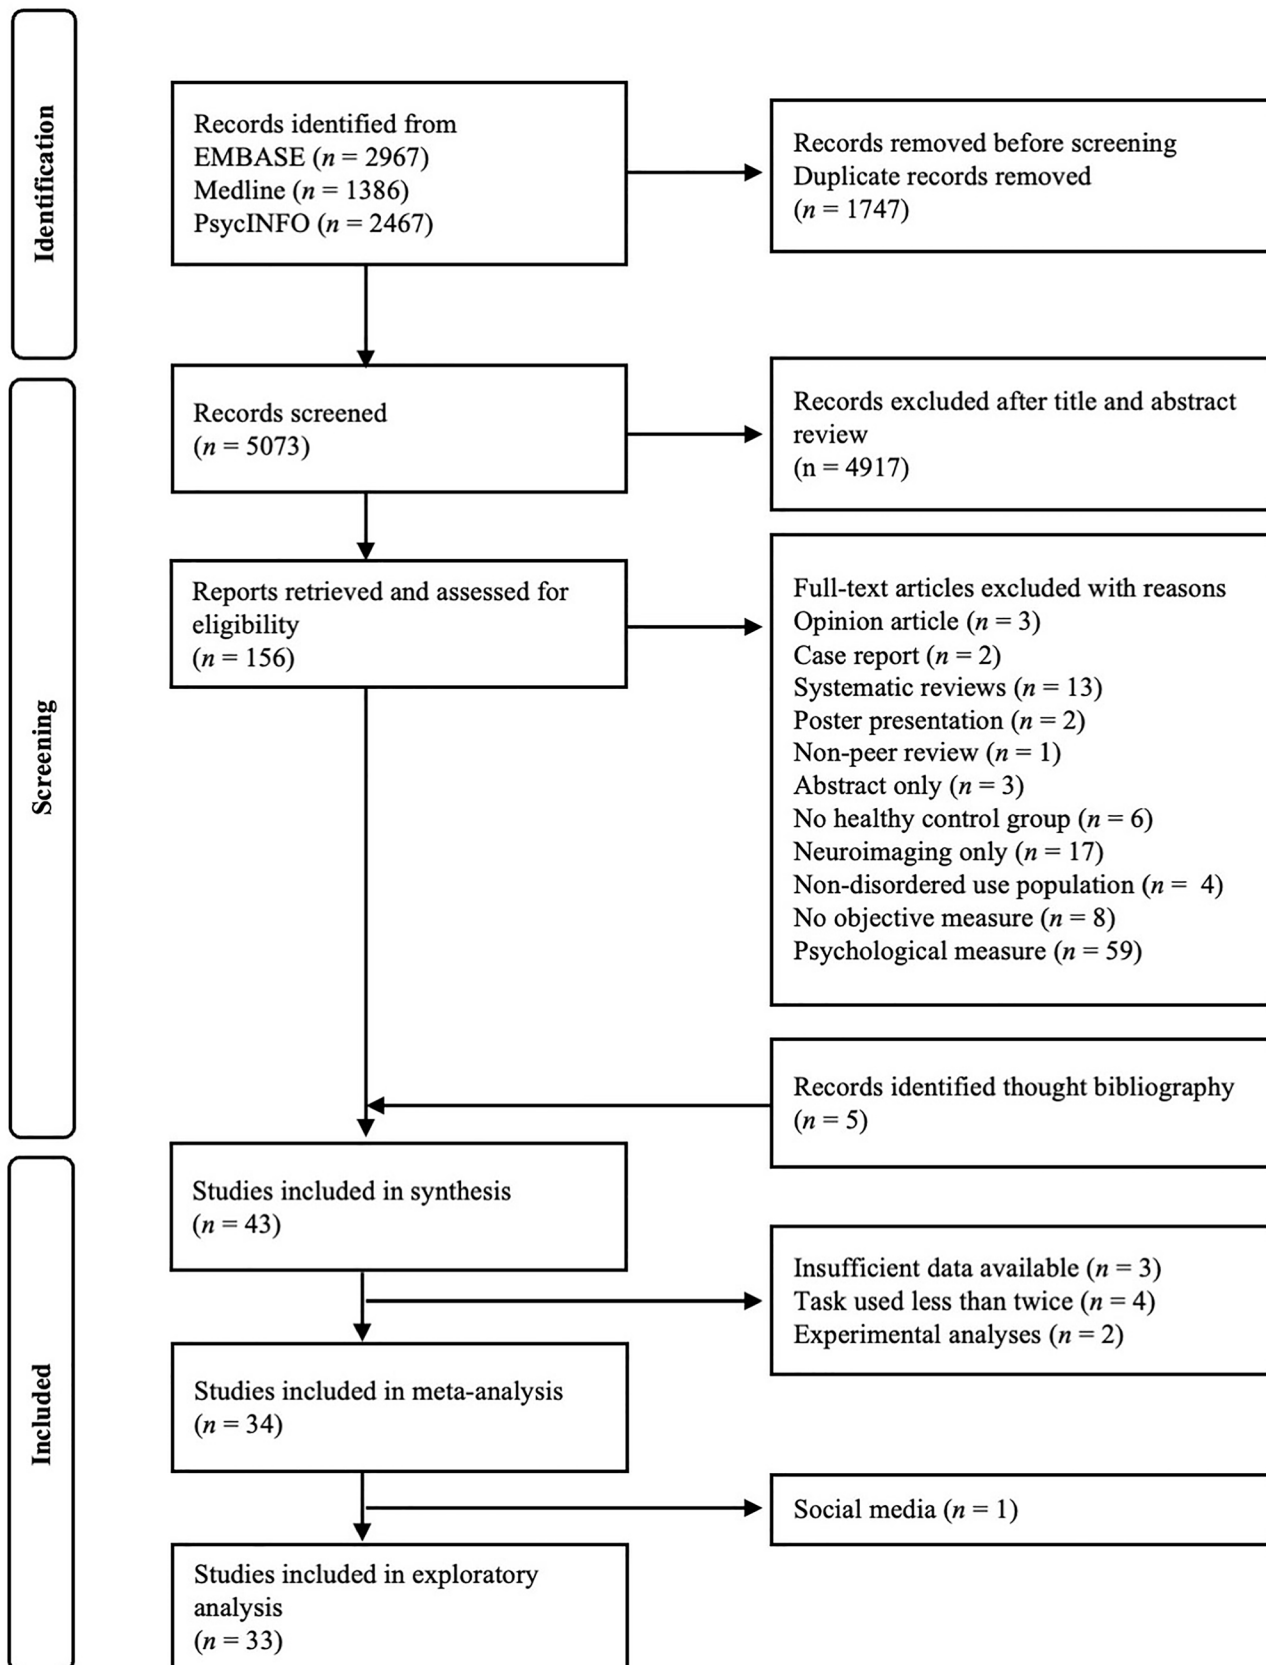 Identification
Records identified from
EMBASE (n = 2967)
Medline (n = 1386)
PsycINFO (n = 2467)
Records removed before screening
Duplicate records removed
(n = 1747)
Screening
Records screened
(n = 5073)
Records excluded after title and abstract
review
(n = 4917)
Reports retrieved and assessed for
eligibility
(n = 156)
Full-text articles excluded with reasons
Opinion article (n = 3)
Case report (n = 2)
Systematic reviews (n = 13)
Poster presentation (n = 2)
Non-peer review (n = 1)
Abstract only (n = 3)
No healthy control group (n = 6)
Neuroimaging only (n = 17)
Non-disordered use population (n =  4)
No objective measure (n = 8)
Psychological measure (n = 59)
Records identified thought bibliography
(n = 5)
Included
Studies included in synthesis
(n = 43)
Insufficient data available (n = 3)
Task used less than twice (n = 4)
Experimental analyses (n = 2)
Studies included in meta-analysis
(n = 34)
Social media (n = 1)
Studies included in exploratory
analysis
(n = 33)